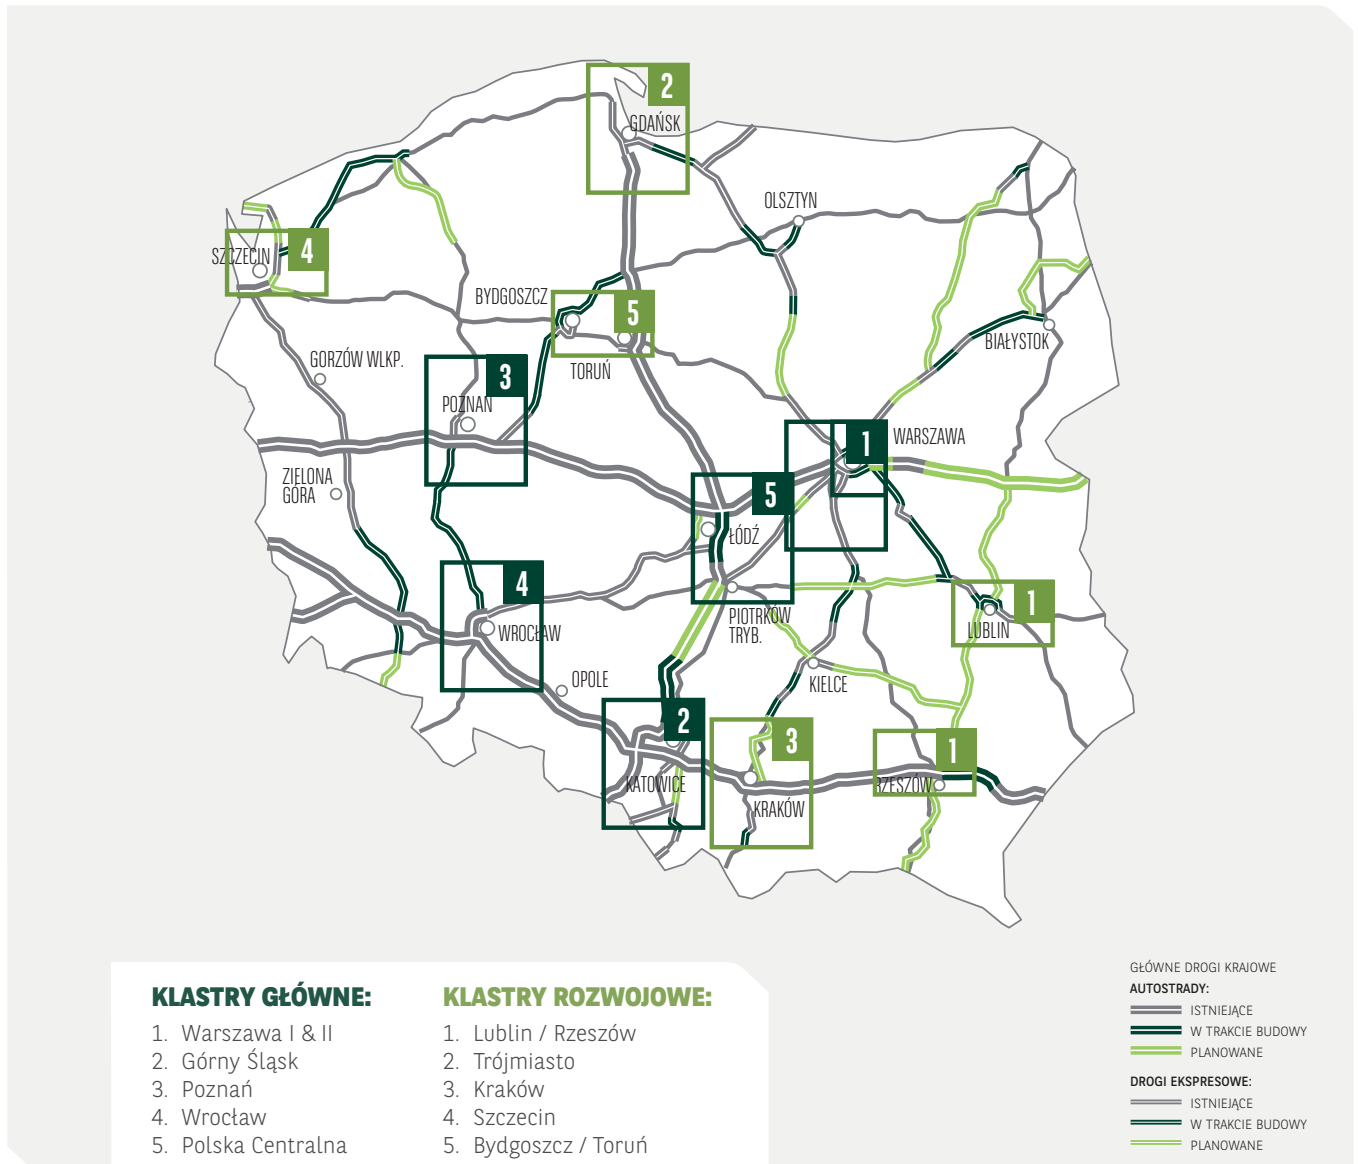 2
GDAŃSK
OLSZTYN
SZCZECIN
4
BYDGOSZCZ
5
BIAŁYSTOK
GORZÓW WLKP.
TORUŃ
3
POZNAŃ
1
WARSZAWA
ZIELONA
GÓRA
5
ŁÓDŹ
4
WROCŁAW
PIOTRKÓW
TRYB.
1
LUBLIN
OPOLE
KIELCE
2
KATOWICE
3
KRAKÓW
1
RZESZÓW
KLASTRY GŁÓWNE:
1. Warszawa I & II
2. Górny Śląsk
3. Poznań
4. Wrocław
5. Polska Centralna
KLASTRY ROZWOJOWE:
1. Lublin / Rzeszów
2. Trójmiasto
3. Kraków
4. Szczecin
5. Bydgoszcz / Toruń
GŁÓWNE DROGI KRAJOWE
AUTOSTRADY:
ISTNIEJĄCE
W TRAKCIE BUDOWY
PLANOWANE
DROGI EKSPRESOWE:
ISTNIEJĄCE
W TRAKCIE BUDOWY
PLANOWANE